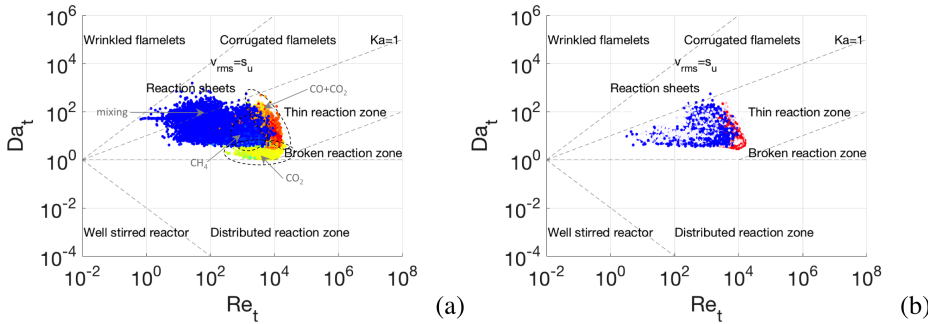 10^6
10^4
10^2
10^0
10^-2
10^-4
Da_t
Wrinkled flamelets
Corrugated flamelets
Ka=1
v_rms=s_u
Reaction sheets
CO+CO_2
mixing
Thin reaction zone
Broken reaction zone
CH_4
CO_2
Well stirred reactor
Distributed reaction zone
10^-2
10^0
10^2
10^4
10^6
10^8
Re_t
(a)
10^6
10^4
10^2
10^0
10^-2
10^-4
Da_t
Wrinkled flamelets
Corrugated flamelets
Ka=1
v_rms=s_u
Reaction sheets
Thin reaction zone
Broken reaction zone
Well stirred reactor
Distributed reaction zone
10^-2
10^0
10^2
10^4
10^6
10^8
Re_t
(b)